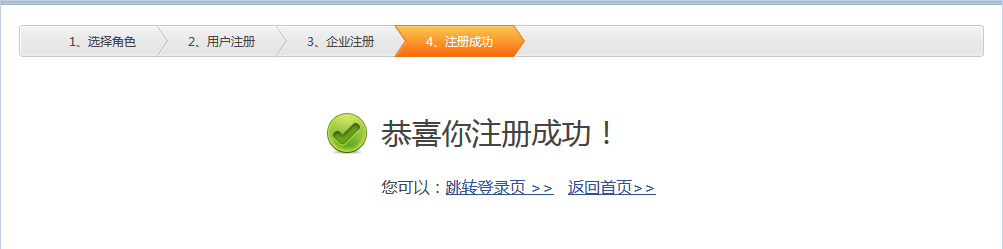 1、选择角色 2、用户注册 3、企业注册 4、注册成功
恭喜你注册成功！
您可以：跳转登录页 >> 返回首页>>